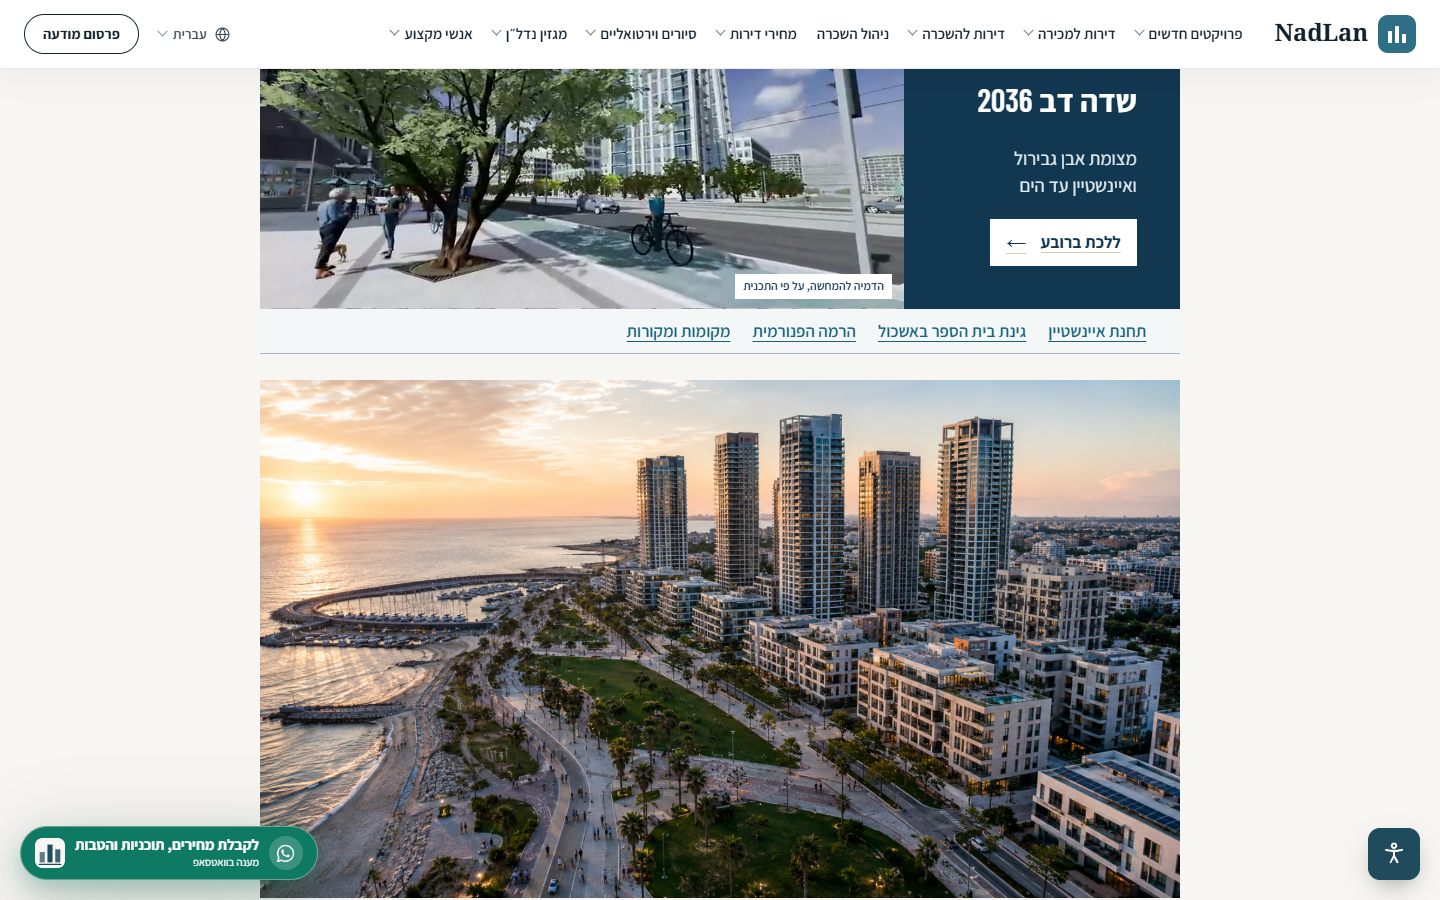 NadLan
פרויקטים חדשים
דירות למכירה
דירות להשכרה
ניהול השכרה
מחירי דירות
סיורים וירטואליים
מגזין נדל״ן
אנשי מקצוע
עברית
פרסום מודעה
שדה דב 2036
מצומת אבן גבירול
ואיינשטיין עד הים
ללכת ברובע ←
הדמיה להמחשה, על פי התכנית
תחנת איינשטיין
גינת בית הספר באשכול
הרמה הפנורמית
מקומות ומקורות
לקבלת מחירים, תוכניות והטבות
מענה בוואטסאפ